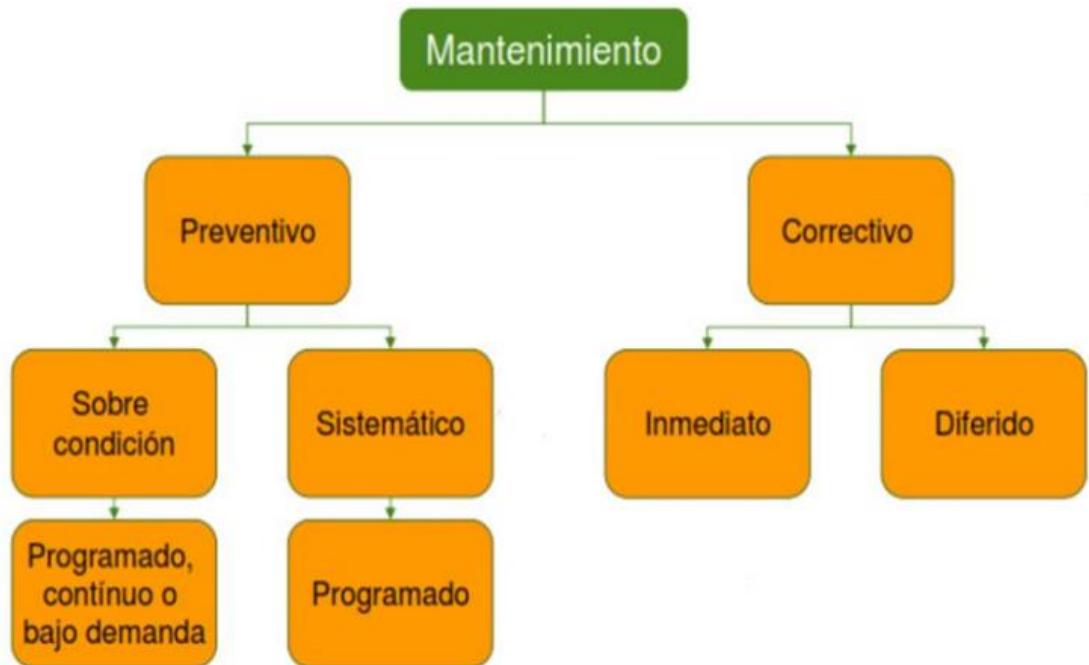 Mantenimiento
Preventivo
Correctivo
Sobre
condición
Sistemático
Inmediato
Diferido
Programado,
contínuo o
bajo demanda
Programado